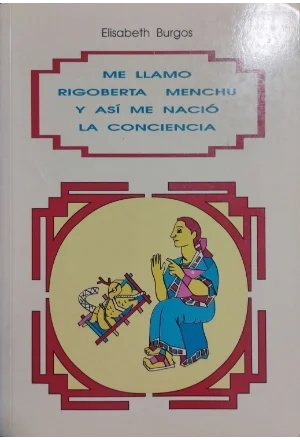 Elisabeth Burgos
ME LLAMO
RIGOBERTA MENCHU
Y ASÍ ME NACIÓ
LA CONCIENCIA